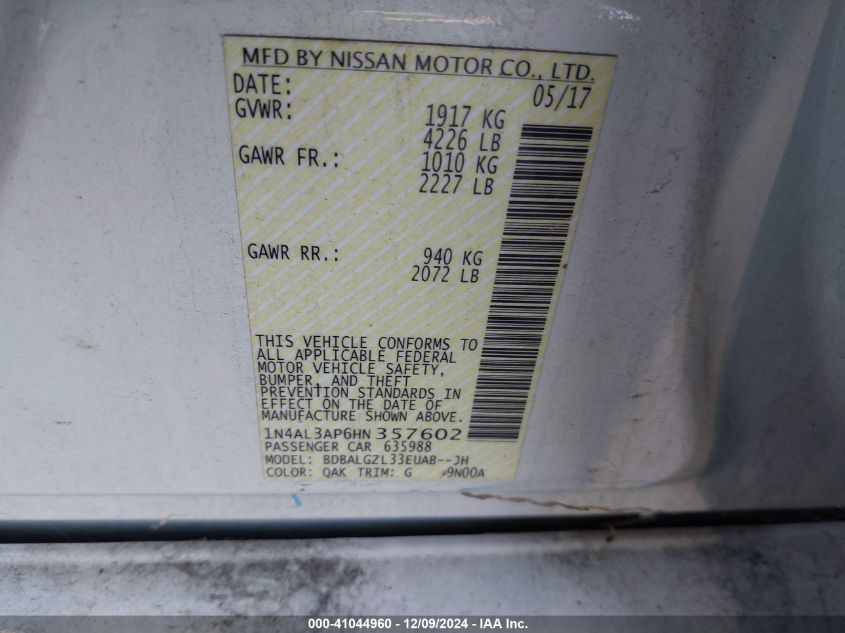 MFD BY NISSAN MOTOR CO., LTD.
DATE: 05/17
GVWR: 1917 KG
4226 LB
GAWR FR.: 1010 KG
2227 LB
GAWR RR.: 940 KG
2072 LB
THIS VEHICLE CONFORMS TO
ALL APPLICABLE FEDERAL
MOTOR VEHICLE SAFETY,
BUMPER, AND THEFT
PREVENTION STANDARDS IN
EFFECT ON THE DATE OF
MANUFACTURE SHOWN ABOVE.
1N4AL3AP6HN 357602
PASSENGER CAR 635988
MODEL: BDBALGZL33EUAB--JH
COLOR: QAK TRIM: G 9N00A
000-41044960 - 12/09/2024 - IAA Inc.